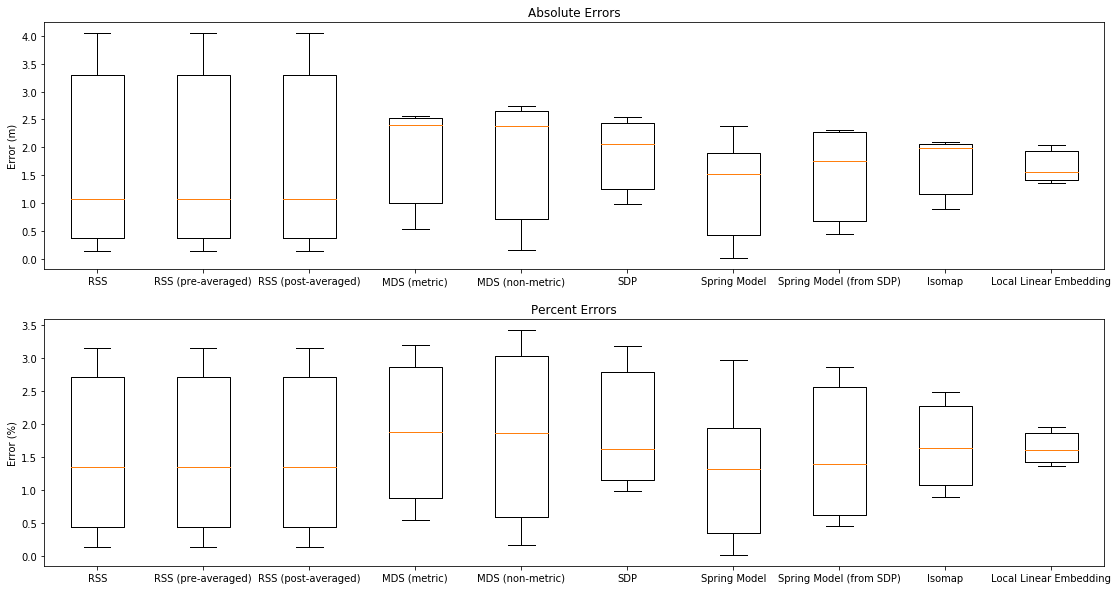 Absolute Errors
4.0
3.5
3.0
2.5
2.0
1.5
1.0
0.5
0.0
Error (m)
RSS RSS (pre-averaged) RSS (post-averaged) MDS (metric) MDS (non-metric) SDP Spring Model Spring Model (from SDP) Isomap Local Linear Embedding
Percent Errors
3.5
3.0
2.5
2.0
1.5
1.0
0.5
0.0
Error (%)
RSS RSS (pre-averaged) RSS (post-averaged) MDS (metric) MDS (non-metric) SDP Spring Model Spring Model (from SDP) Isomap Local Linear Embedding